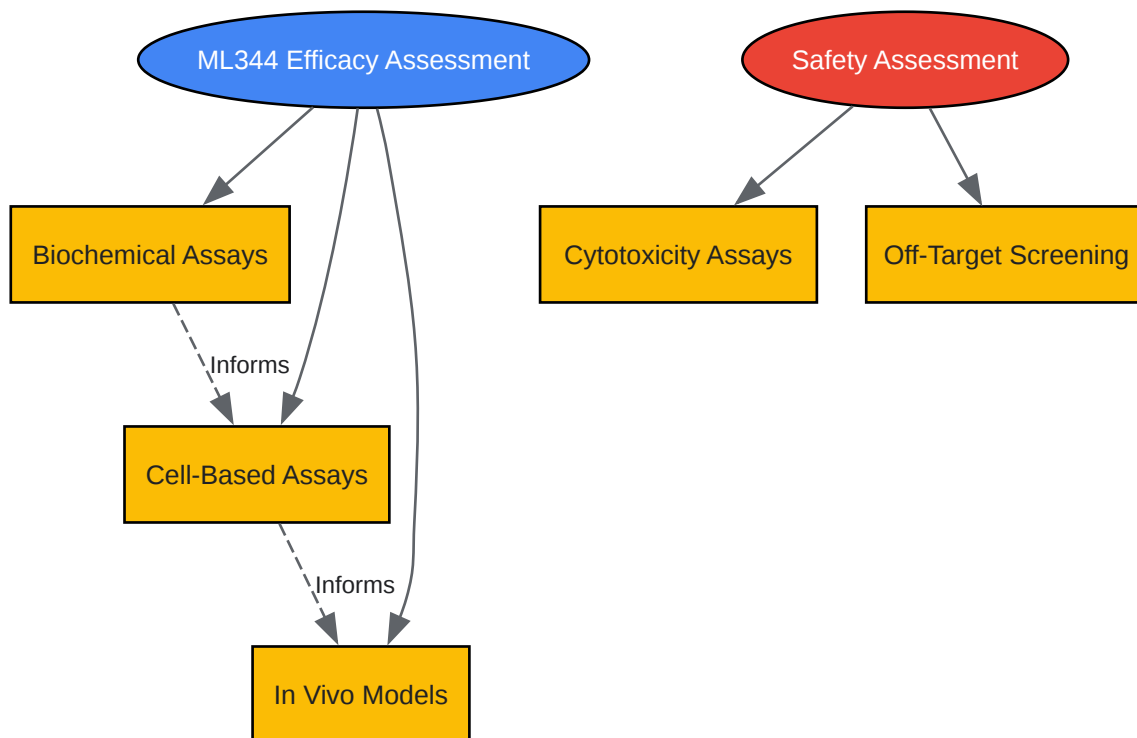 ML344 Efficacy Assessment
Safety Assessment
Biochemical Assays
Cytotoxicity Assays
Off-Target Screening
Informs
Cell-Based Assays
Informs
In Vivo Models